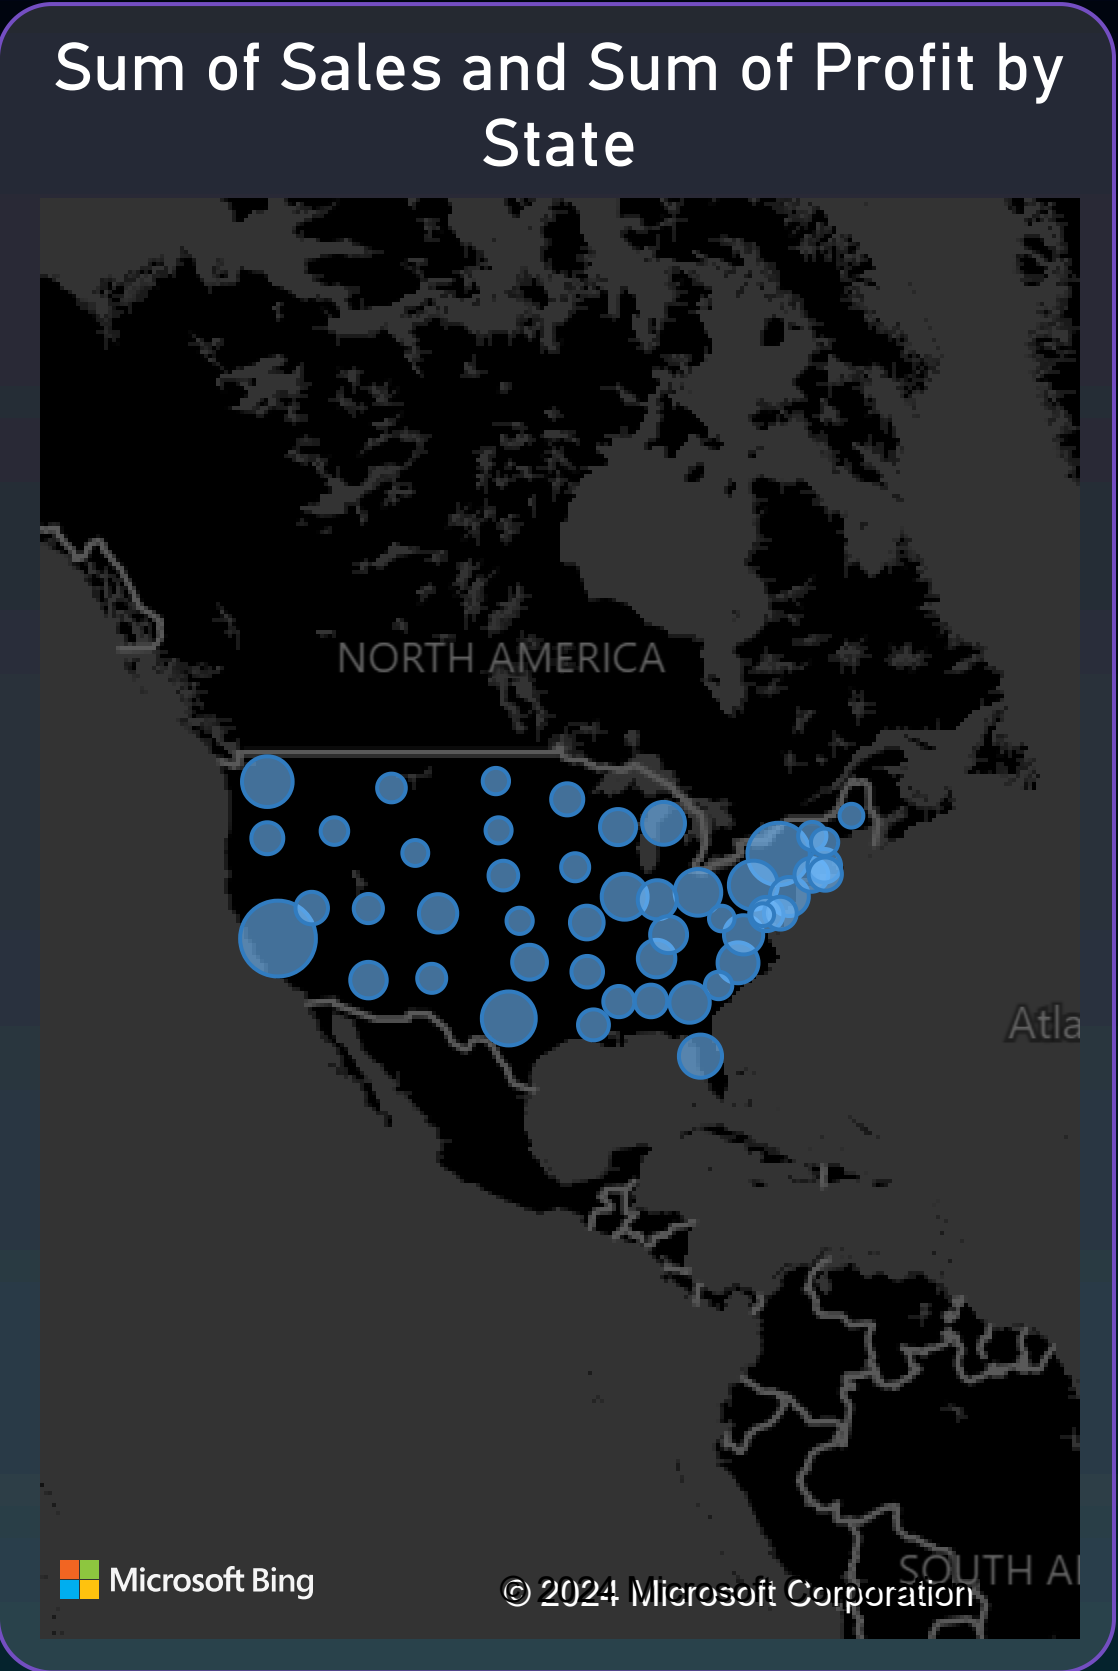 Sum of Sales and Sum of Profit by
State
NORTH AMERICA
Atla
SOUTH A
Microsoft Bing
© 2024 Microsoft Corporation